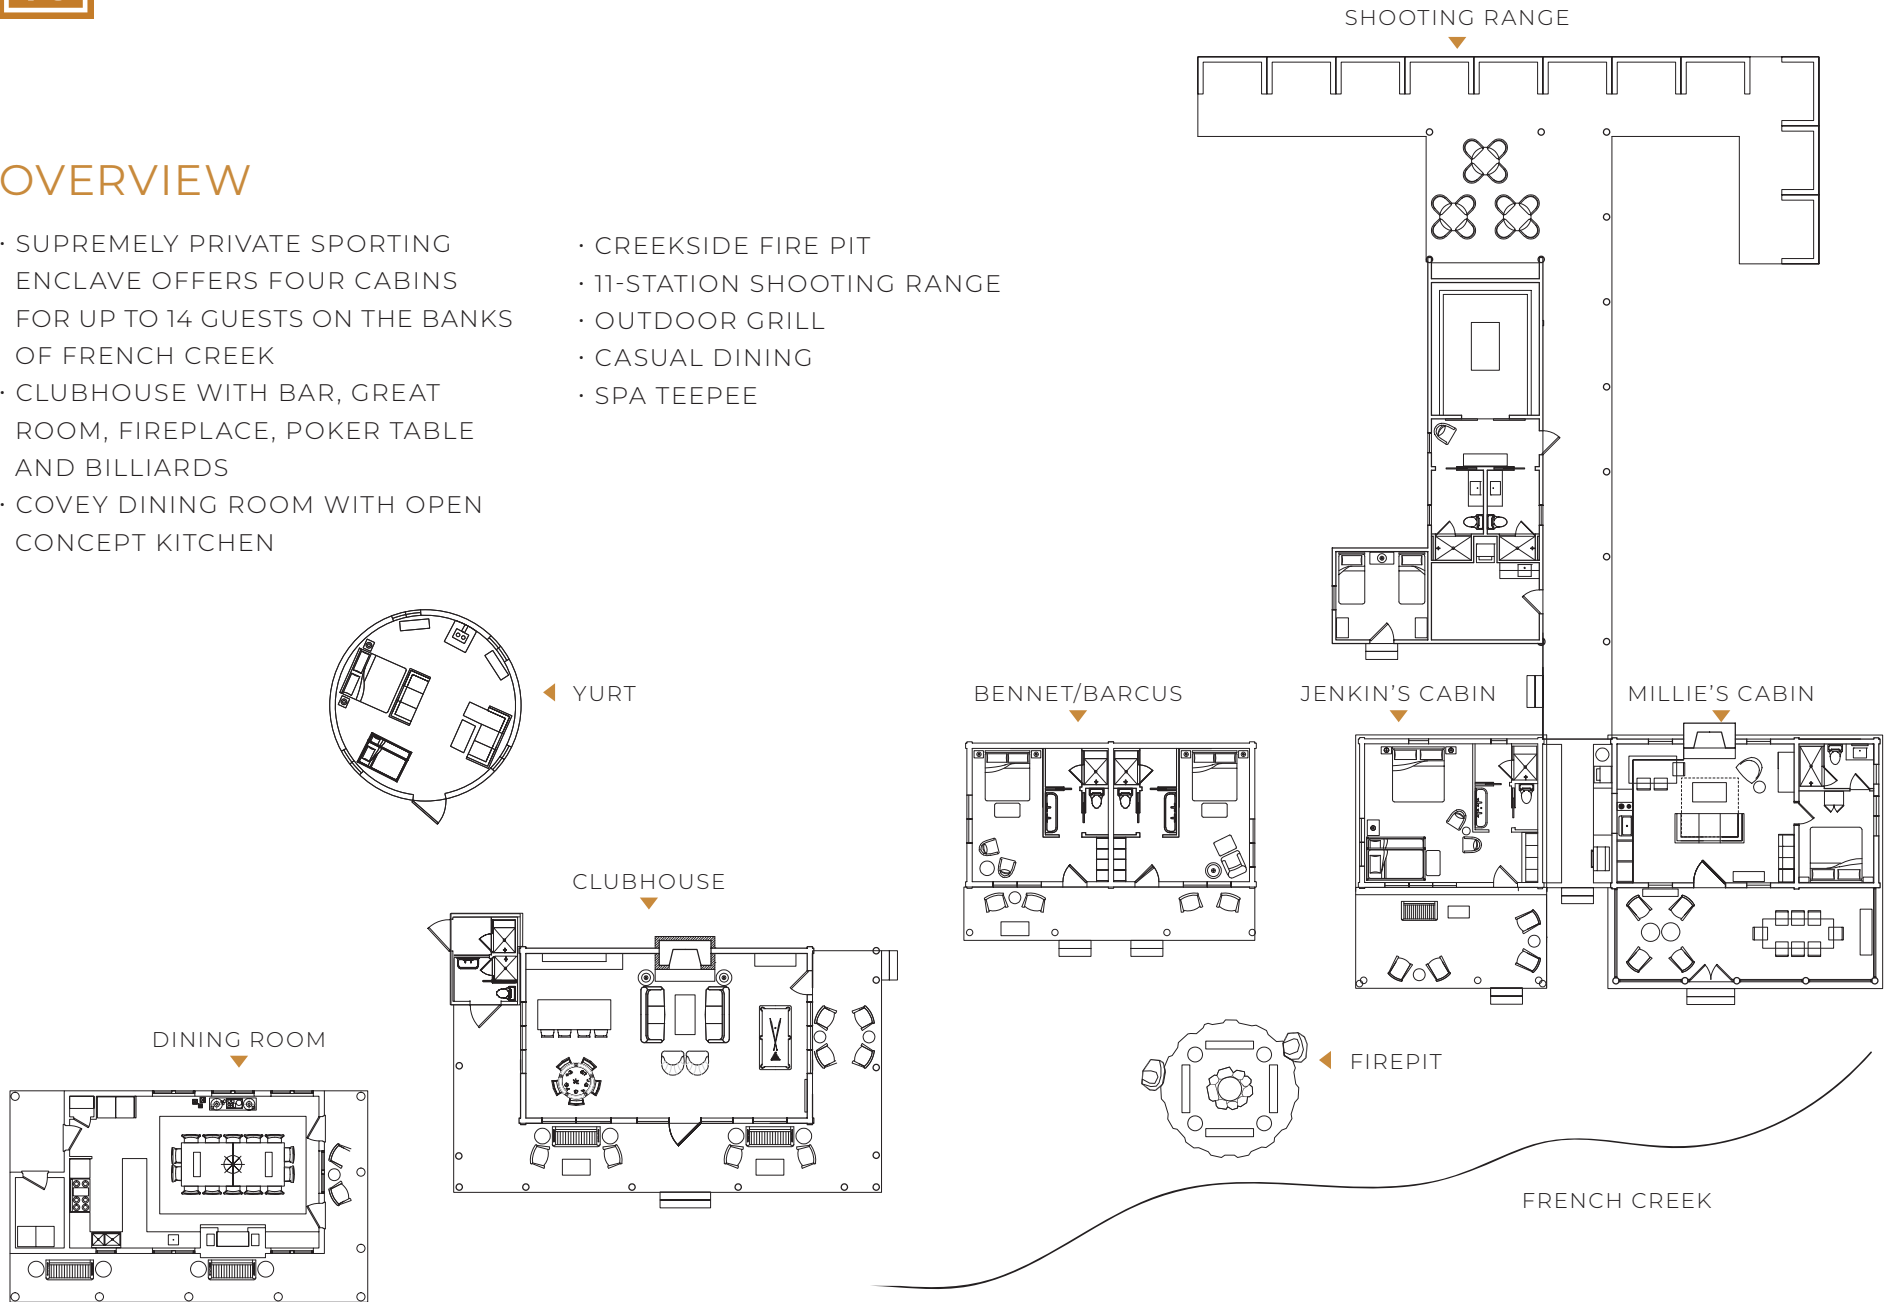 SHOOTING RANGE
OVERVIEW
· SUPREMELY PRIVATE SPORTING
ENCLAVE OFFERS FOUR CABINS
FOR UP TO 14 GUESTS ON THE BANKS
OF FRENCH CREEK
· CLUBHOUSE WITH BAR, GREAT
ROOM, FIREPLACE, POKER TABLE
AND BILLIARDS
· COVEY DINING ROOM WITH OPEN
CONCEPT KITCHEN
· CREEKSIDE FIRE PIT
· 11-STATION SHOOTING RANGE
· OUTDOOR GRILL
· CASUAL DINING
· SPA TEEPEE
YURT
BENNET/BARCUS
JENKIN'S CABIN
MILLIE'S CABIN
CLUBHOUSE
DINING ROOM
FIREPIT
FRENCH CREEK